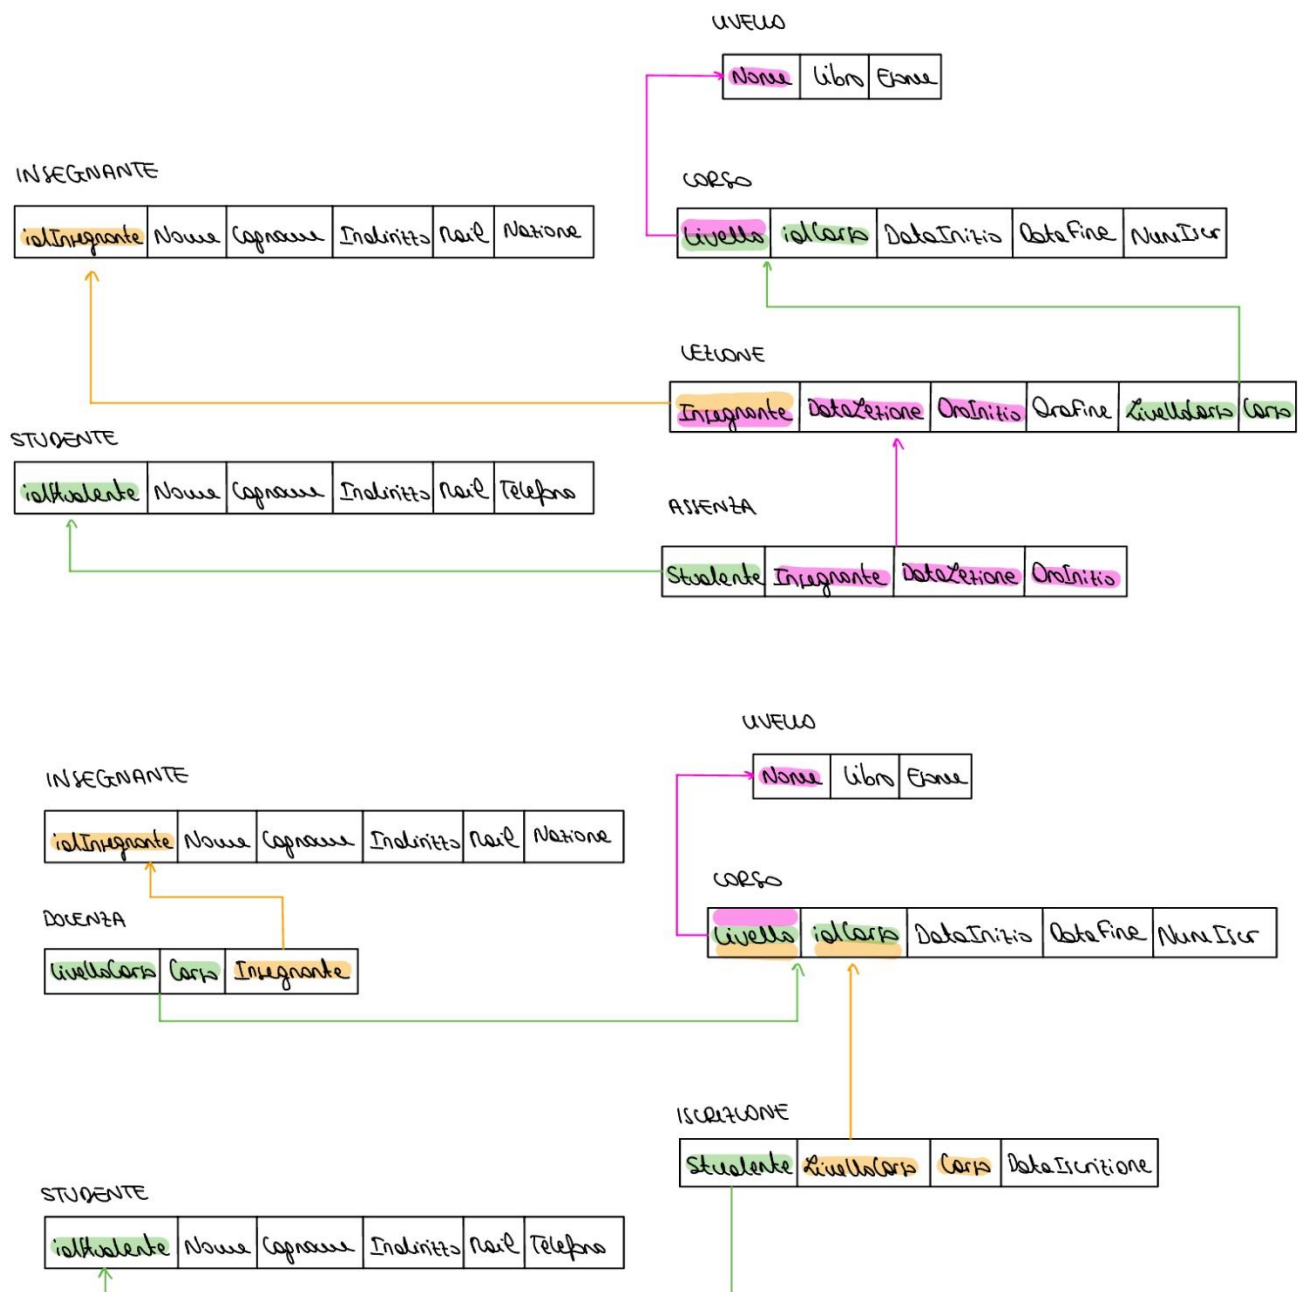 LIVELLO
Nome Libro Esame
INSEGNANTE
idInsegnante Nome Cognome Indirizzo Mail Nazione
CORSO
Livello idCorso DataInizio DataFine NumIscr
LEZIONE
Insegnante DataLezione OraInizio OraFine LivelloCorso Corso
STUDENTE
idStudente Nome Cognome Indirizzo Mail Telefono
ASSENZA
Studente Insegnante DataLezione OraInizio
LIVELLO
Nome Libro Esame
INSEGNANTE
idInsegnante Nome Cognome Indirizzo Mail Nazione
CORSO
Livello idCorso DataInizio DataFine NumIscr
DOCENZA
LivelloCorso Corso Insegnante
ISCRIZIONE
Studente LivelloCorso Corso DataIscrizione
STUDENTE
idStudente Nome Cognome Indirizzo Mail Telefono